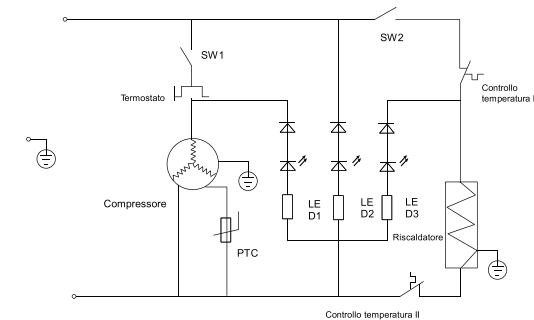 SW2
SW1
Controllo
temperatura I
Termostato
Compressore
LE
D1
LE
D2
LE
D3
Riscaldatore
PTC
Controllo temperatura II